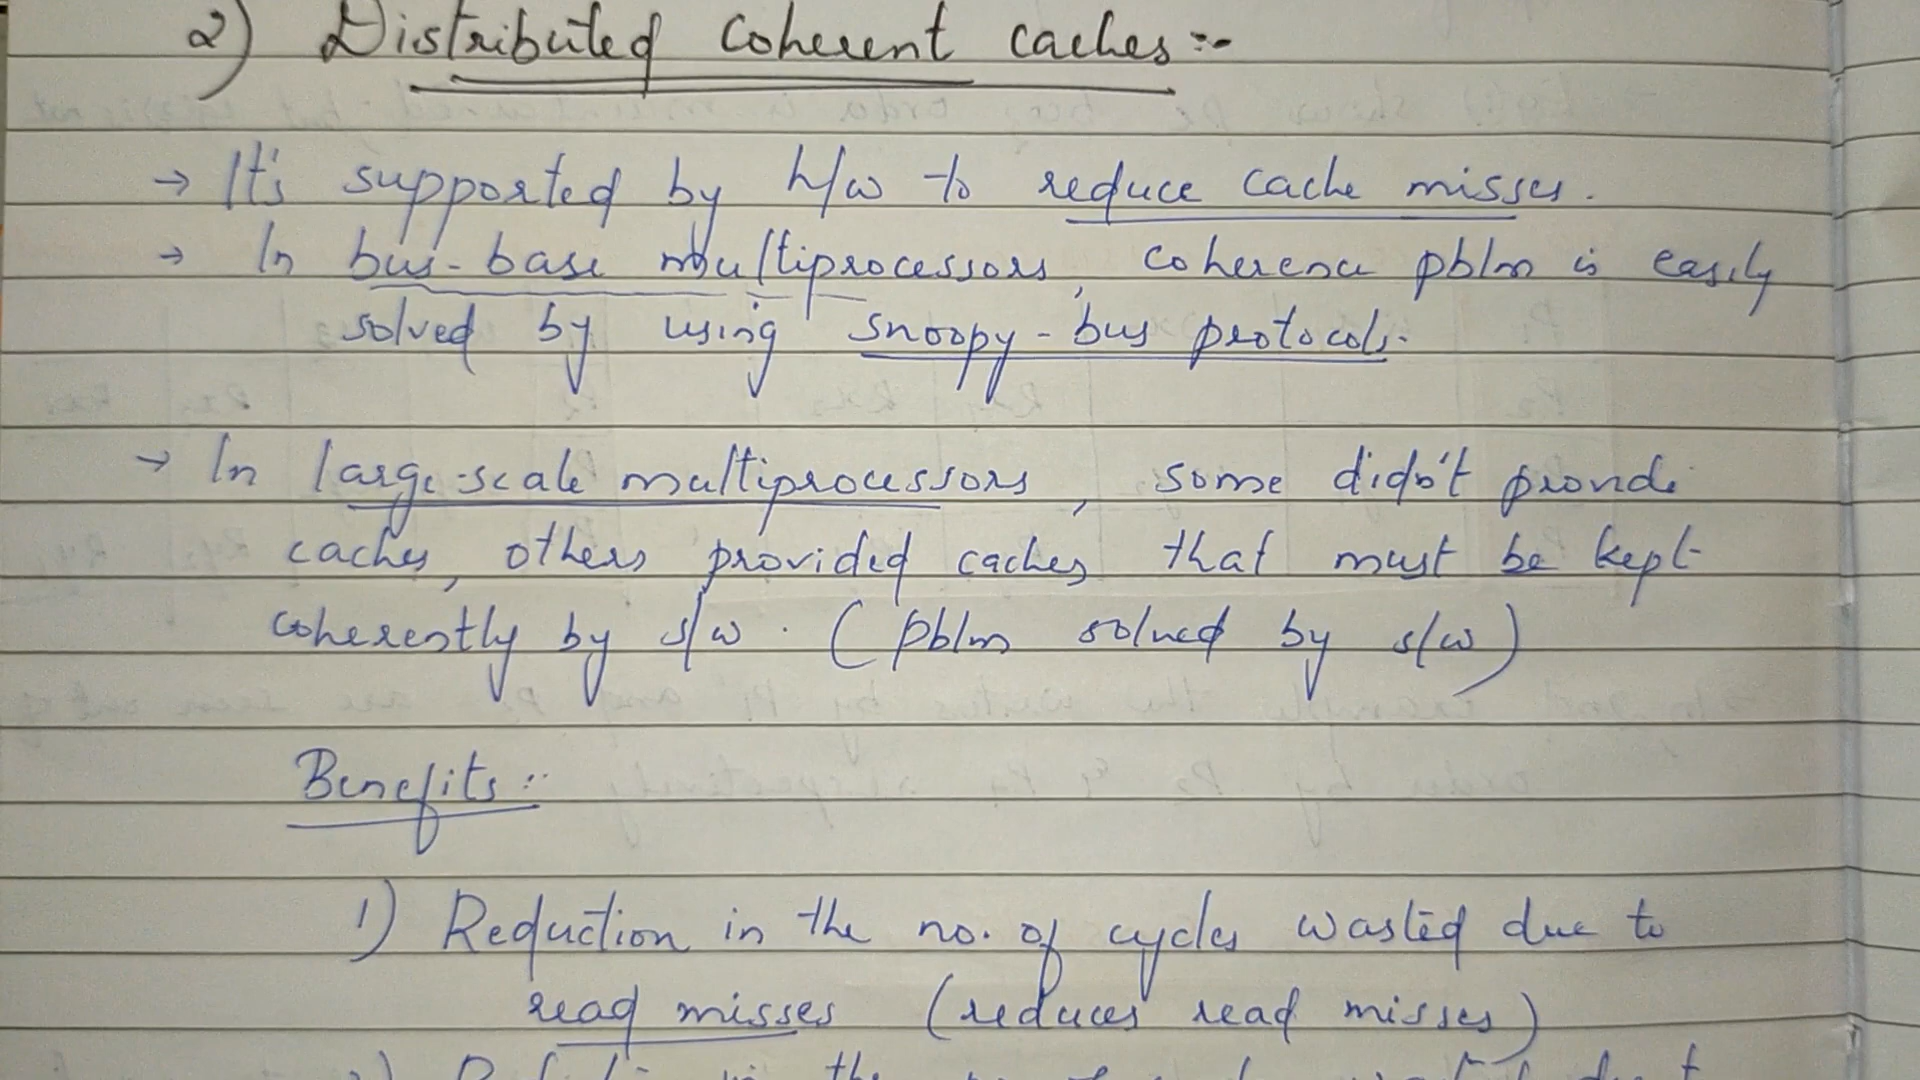 2) Distributed Coherent caches :-
→ It's supported by h/w to reduce cache misses.
→ In bus-base multiprocessors, coherence pblm is easily
solved by using snoopy-bus protocols.
→ In large-scale multiprocessors, some didn't provide
caches, others provided caches that must be kept
coherently by s/w. (pblm solved by s/w)
Benefits :-
1) Reduction in the no. of cycles wasted due to
read misses (reduces read misses)